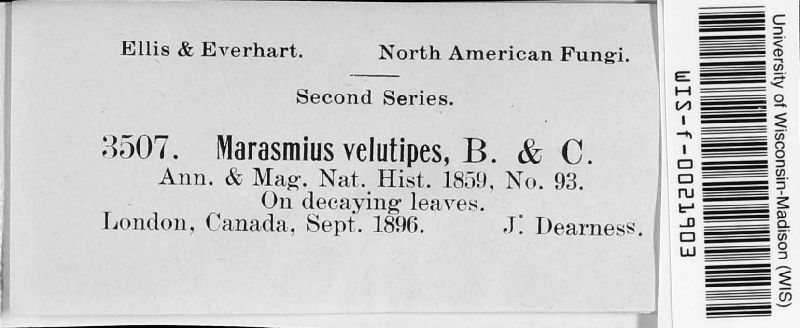 Ellis & Everhart. North American Fungi.
Second Series.
3507. Marasmius velutipes, B. & C.
Ann. & Mag. Nat. Hist. 1859, No. 93.
On decaying leaves.
London, Canada, Sept. 1896. J. Dearness.
University of Wisconsin-Madison (WIS)
WIS-f-0021903